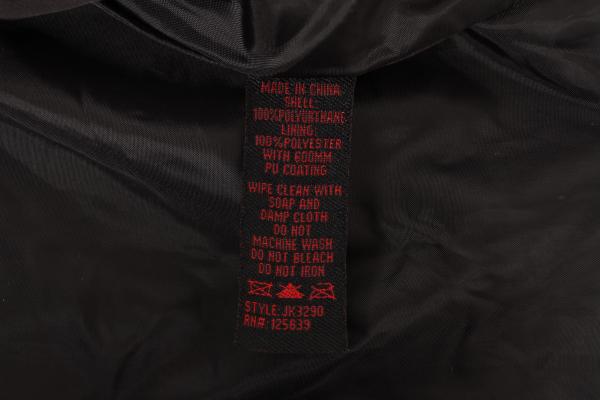 MADE IN CHINA
SHELL:
100%POLYURTHANE
LINING:
100%POLYESTER
WITH 600MM
PU COATING
WIPE CLEAN WITH
SOAP AND
DAMP CLOTH
DO NOT
MACHINE WASH
DO NOT BLEACH
DO NOT IRON
STYLE: JK3290
RN#: 125639